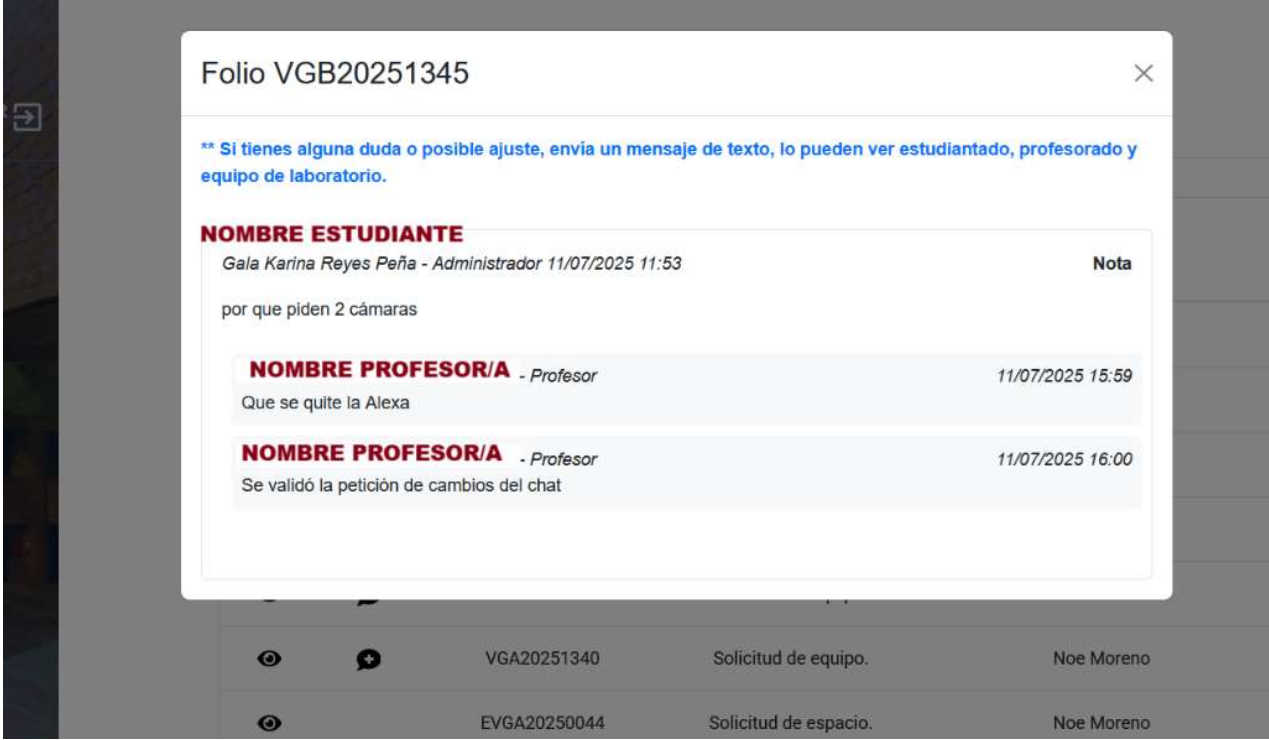 Folio VGB20251345
** Si tienes alguna duda o posible ajuste, envía un mensaje de texto, lo pueden ver estudiantado, profesorado y
equipo de laboratorio.
NOMBRE ESTUDIANTE
Gala Karina Reyes Peña - Administrador 11/07/2025 11:53 Nota
por que piden 2 cámaras
NOMBRE PROFESOR/A - Profesor 11/07/2025 15:59
Que se quite la Alexa
NOMBRE PROFESOR/A - Profesor 11/07/2025 16:00
Se validó la petición de cambios del chat
VGA20251340 Solicitud de equipo. Noe Moreno
EVGA20250044 Solicitud de espacio. Noe Moreno